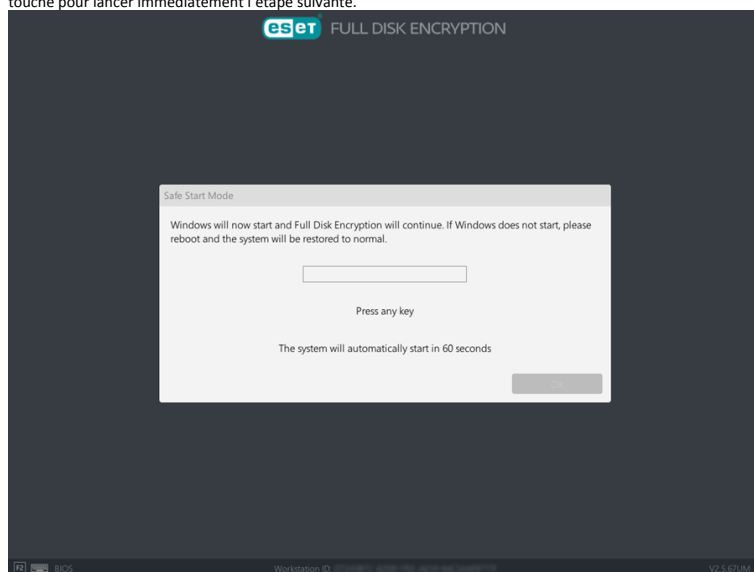 touche pour lancer immédiatement l'étape suivante.
eset FULL DISK ENCRYPTION
Safe Start Mode
Windows will now start and Full Disk Encryption will continue. If Windows does not start, please
reboot and the system will be restored to normal.
Press any key
The system will automatically start in 60 seconds
OK
F2 BIOS
Workstation ID:
V2.5.67UM